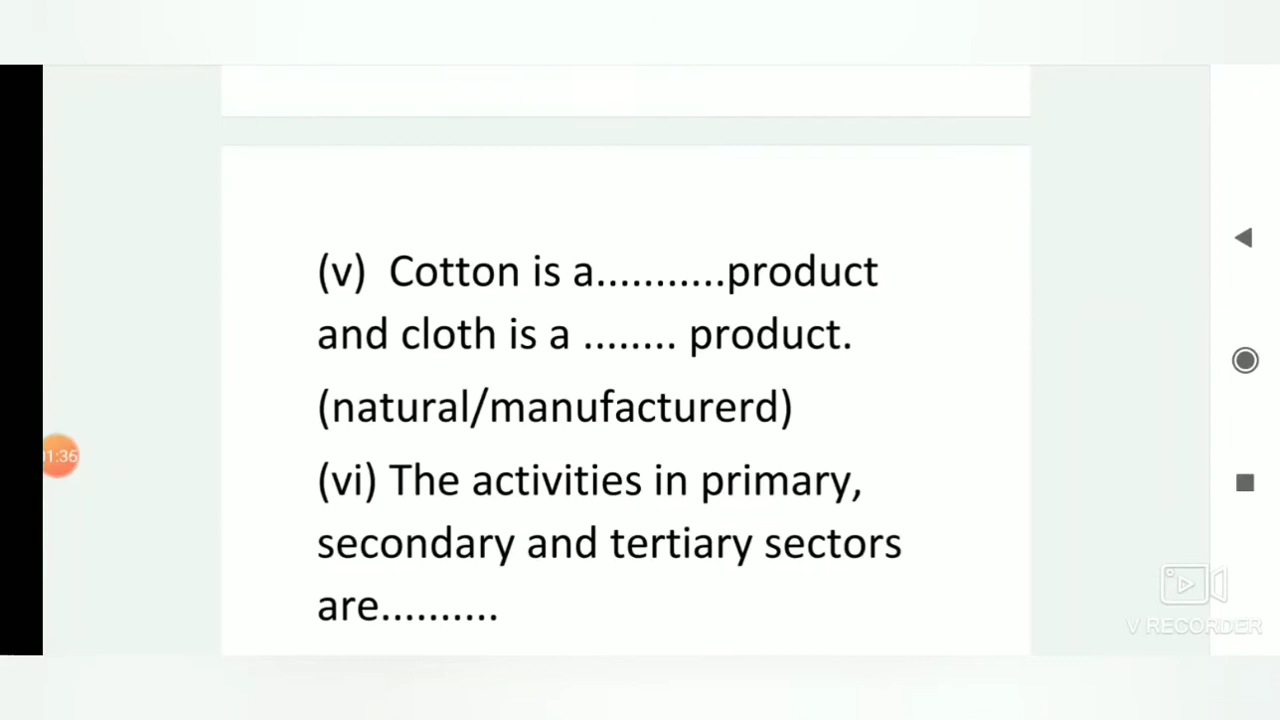 (v) Cotton is a...........product
and cloth is a ........ product.
(natural/manufacturerd)
(vi) The activities in primary,
secondary and tertiary sectors
are..........
01:36
V RECORDER